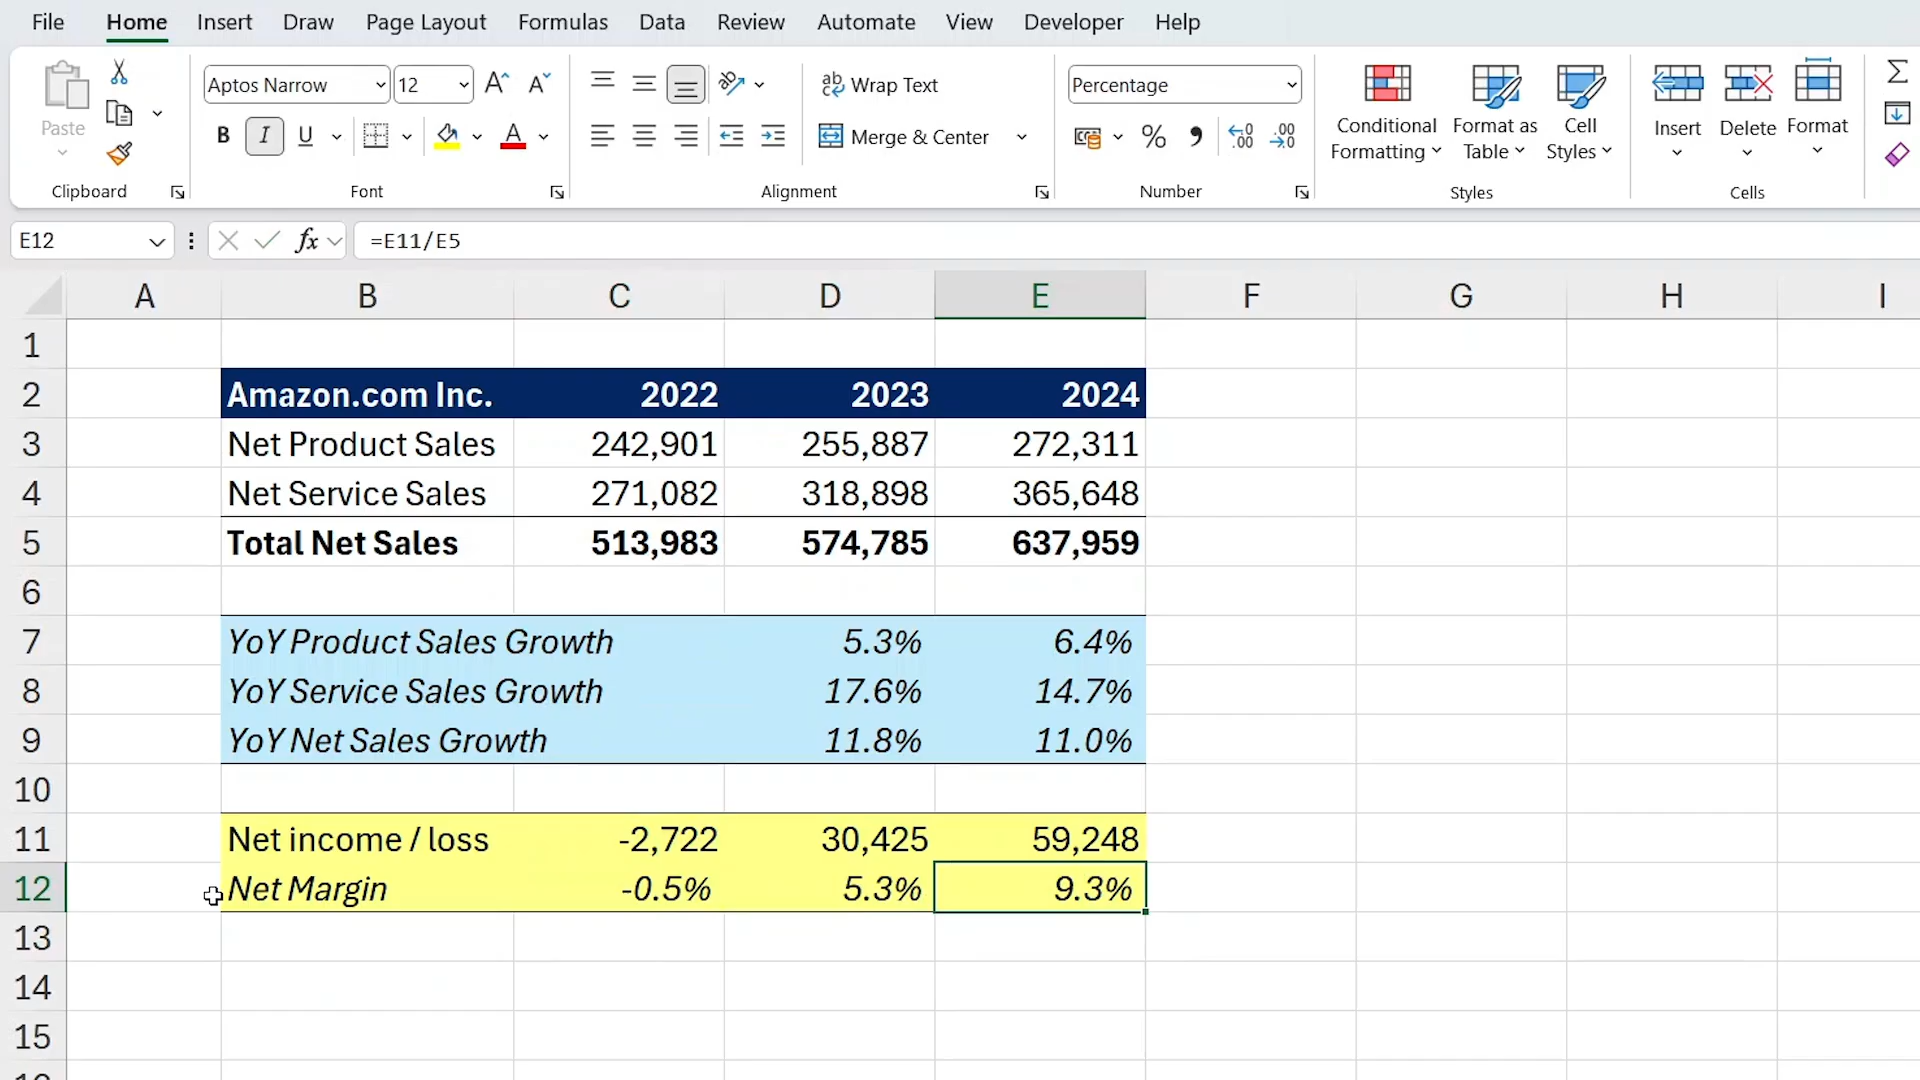 File Home Insert Draw Page Layout Formulas Data Review Automate View Developer Help
Paste
Clipboard
Aptos Narrow 12 A^ A˅
B I U A
Font
ab Wrap Text
Merge & Center
Alignment
Percentage
% , .00 .00
Number
Conditional Formatting
Format as Table
Cell Styles
Styles
Insert Delete Format
Cells
Σ
E12 fx =E11/E5
A B C D E F G H I
1
2 Amazon.com Inc. 2022 2023 2024
3 Net Product Sales 242,901 255,887 272,311
4 Net Service Sales 271,082 318,898 365,648
5 Total Net Sales 513,983 574,785 637,959
6
7 YoY Product Sales Growth 5.3% 6.4%
8 YoY Service Sales Growth 17.6% 14.7%
9 YoY Net Sales Growth 11.8% 11.0%
10
11 Net income / loss -2,722 30,425 59,248
12 Net Margin -0.5% 5.3% 9.3%
13
14
15